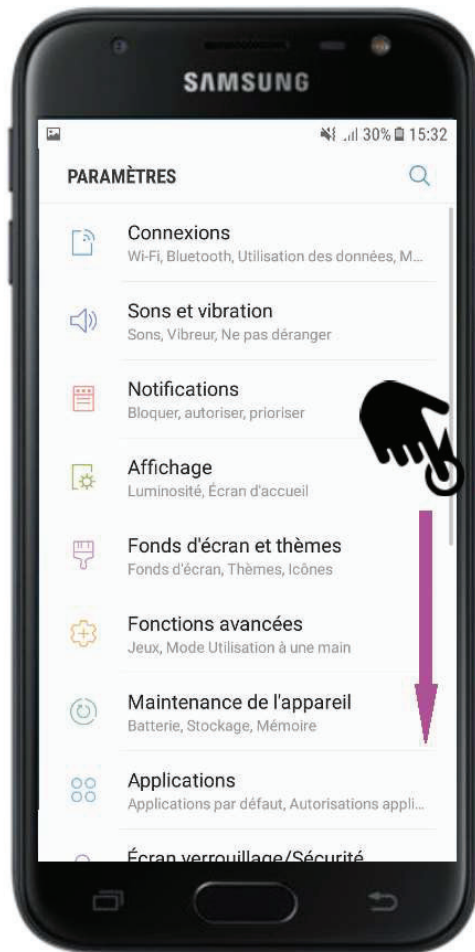 SAMSUNG
30% 15:32
PARAMÈTRES
Connexions
Wi-Fi, Bluetooth, Utilisation des données, M...
Sons et vibration
Sons, Vibreur, Ne pas déranger
Notifications
Bloquer, autoriser, prioriser
Affichage
Luminosité, Écran d'accueil
Fonds d'écran et thèmes
Fonds d'écran, Thèmes, Icônes
Fonctions avancées
Jeux, Mode Utilisation à une main
Maintenance de l'appareil
Batterie, Stockage, Mémoire
Applications
Applications par défaut, Autorisations appli...
Écran verrouillage/Sécurité